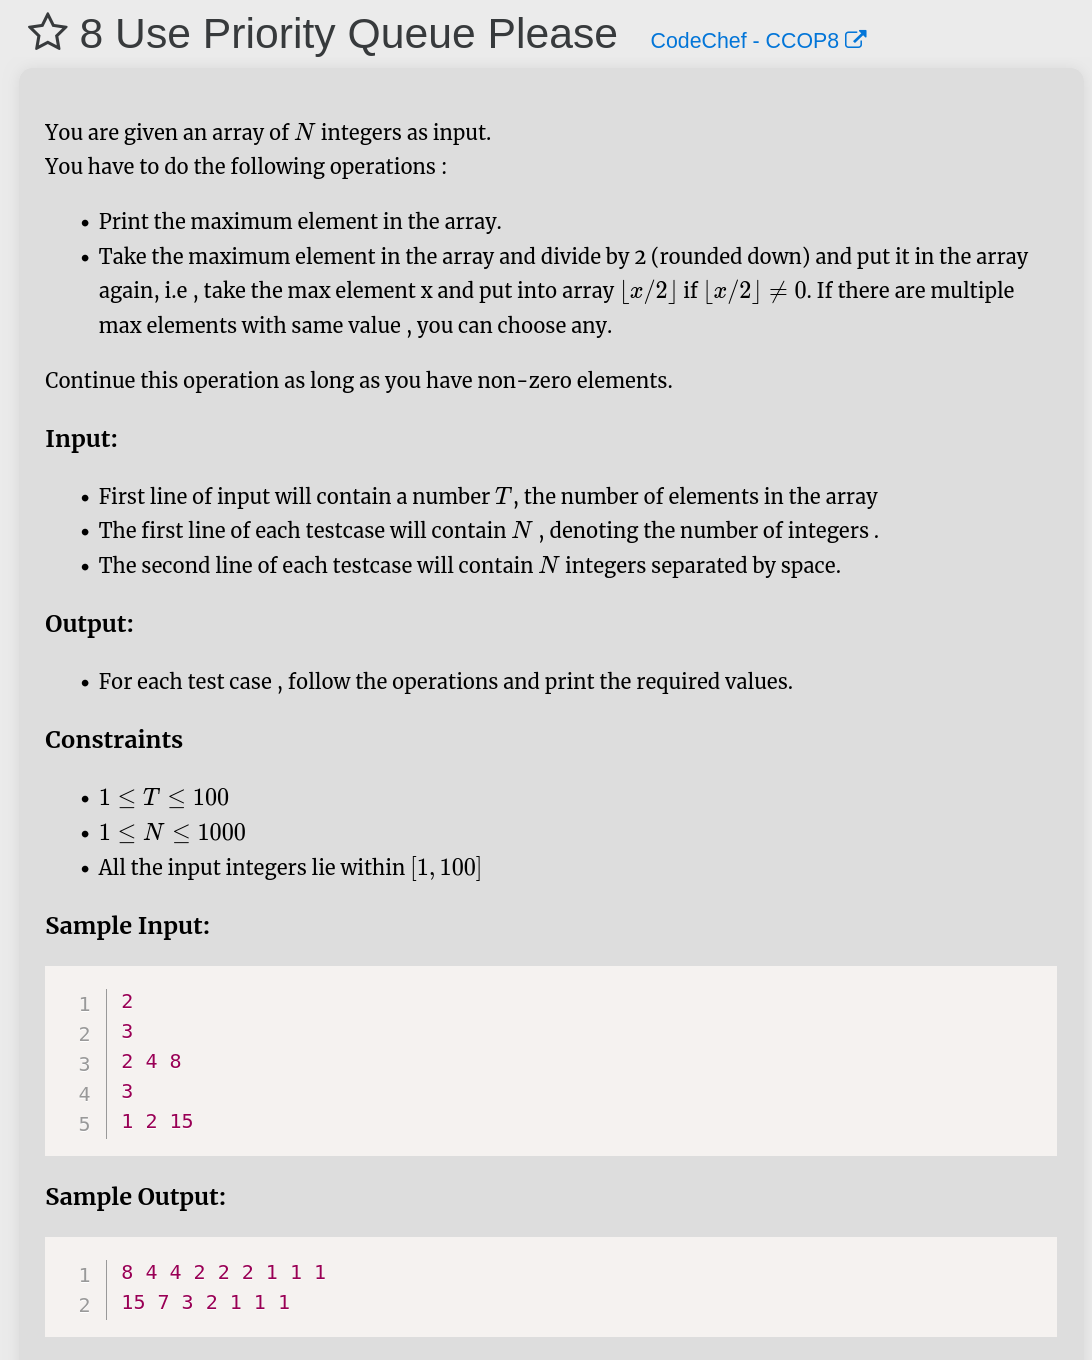 8 Use Priority Queue Please CodeChef - CCOP8
You are given an array of N integers as input.
You have to do the following operations :
• Print the maximum element in the array.
• Take the maximum element in the array and divide by 2 (rounded down) and put it in the array
again, i.e , take the max element x and put into array ⌊x/2⌋ if ⌊x/2⌋ ≠ 0. If there are multiple
max elements with same value , you can choose any.
Continue this operation as long as you have non-zero elements.
Input:
• First line of input will contain a number T, the number of elements in the array
• The first line of each testcase will contain N , denoting the number of integers .
• The second line of each testcase will contain N integers separated by space.
Output:
• For each test case , follow the operations and print the required values.
Constraints
• 1 ≤ T ≤ 100
• 1 ≤ N ≤ 1000
• All the input integers lie within [1, 100]
Sample Input:
1 2
2 3
3 2 4 8
4 3
5 1 2 15
Sample Output:
1 8 4 4 2 2 2 1 1 1
2 15 7 3 2 1 1 1